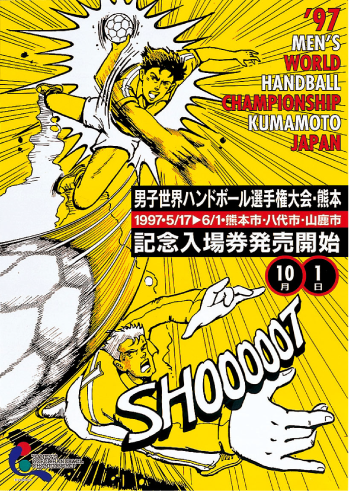 '97
MEN'S
WORLD
HANDBALL
CHAMPIONSHIP
KUMAMOTO
JAPAN
男子世界ハンドボール選手権大会・熊本
1997・5/17▶6/1・熊本市・八代市・山鹿市
記念入場券発売開始
10月
1日
SHOOOOOT